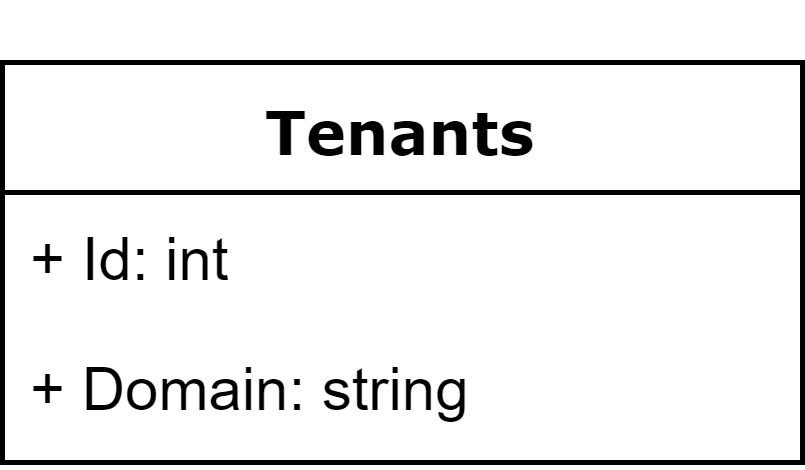 Tenants
+ Id: int
+ Domain: string